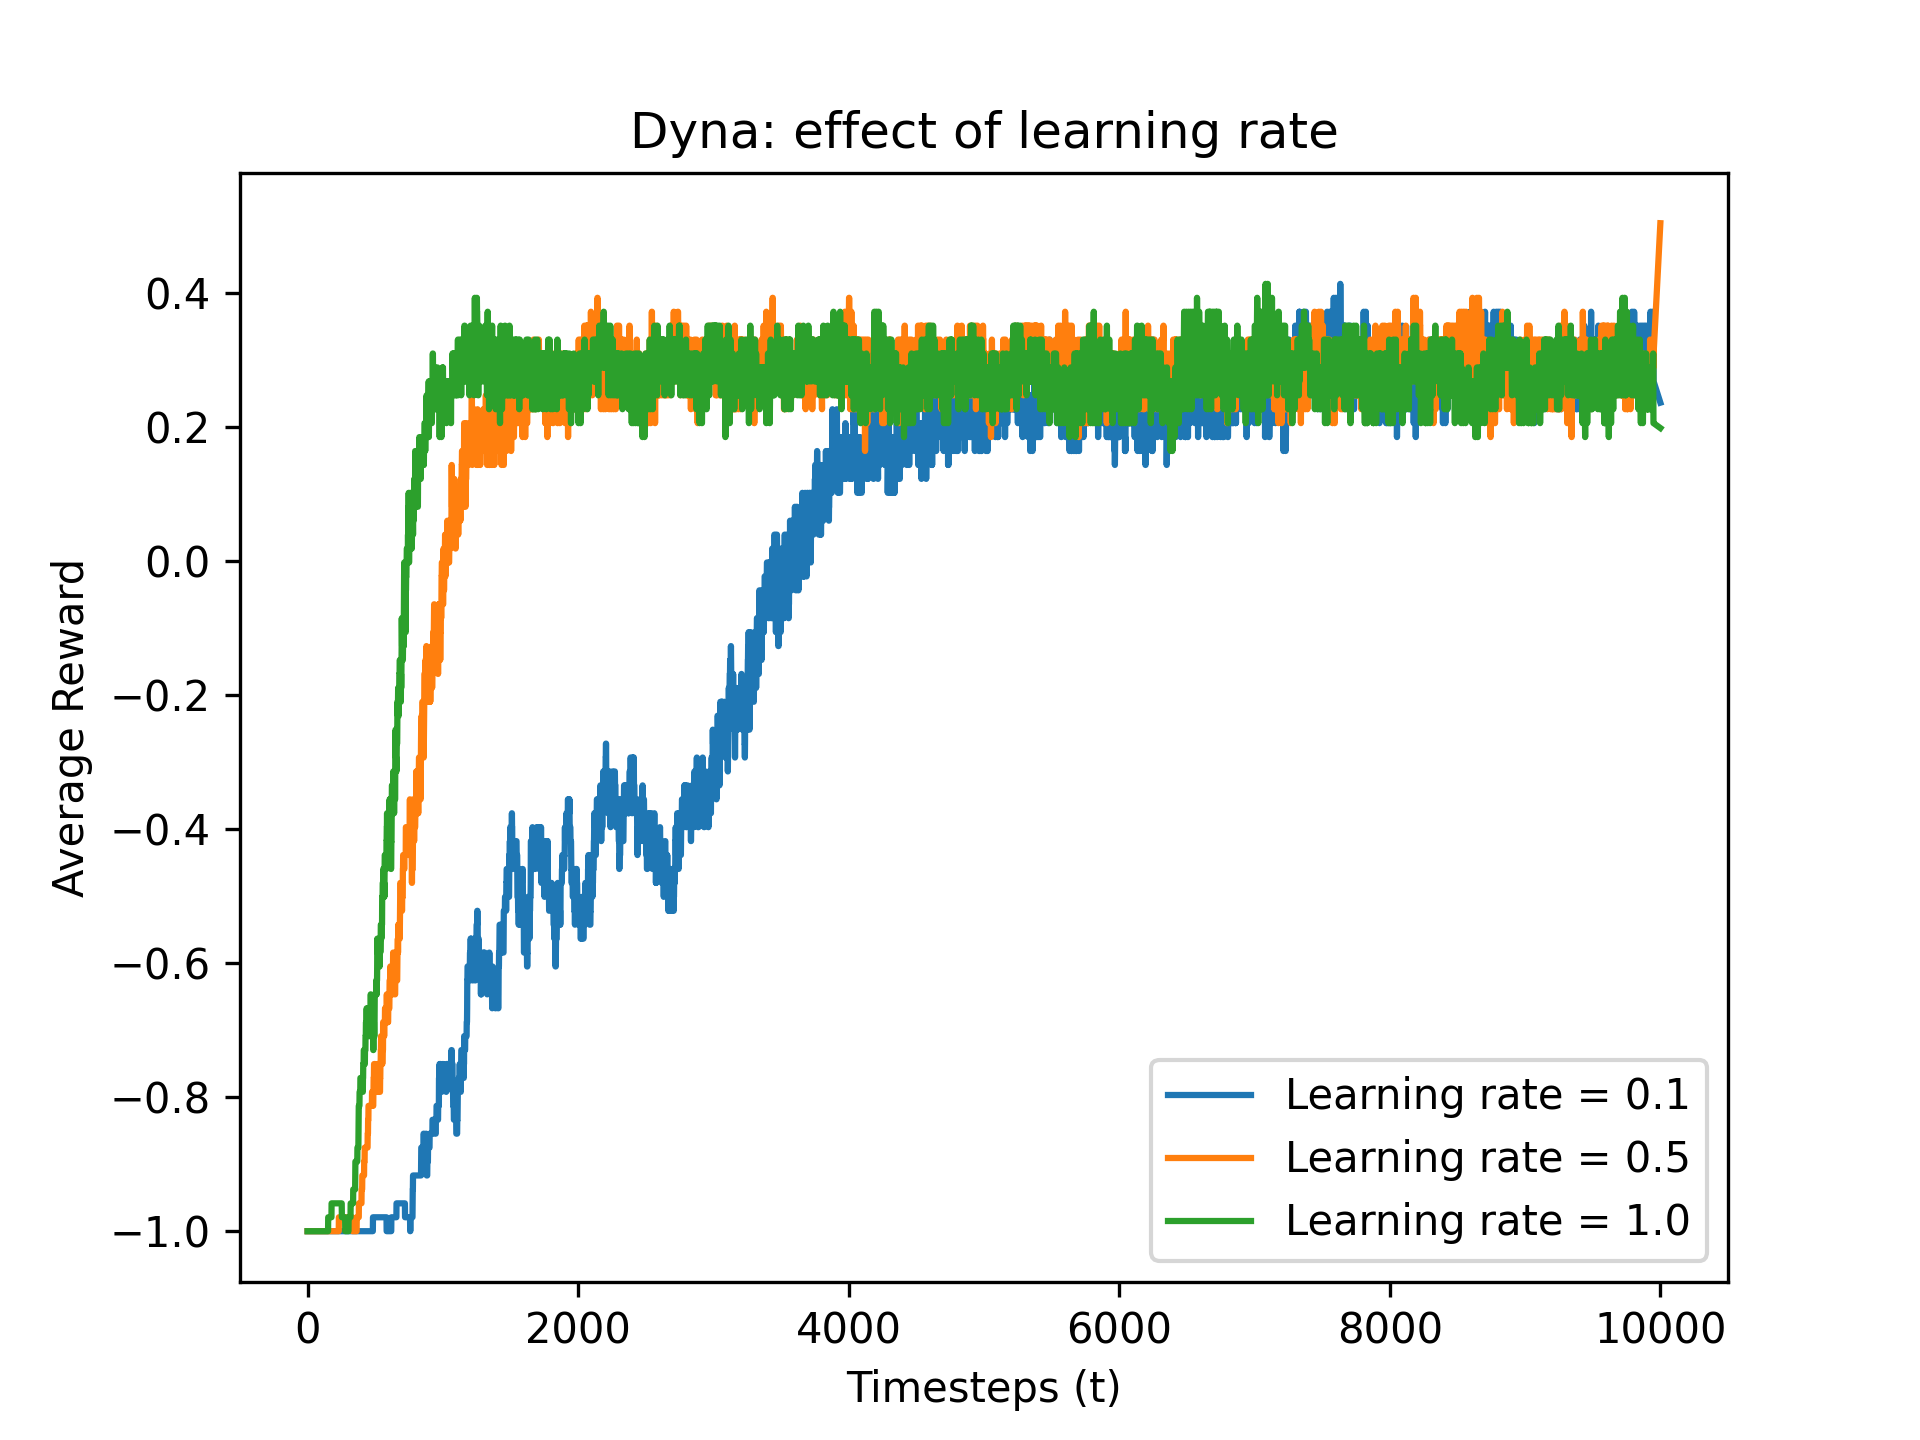 Dyna: effect of learning rate
0.4
0.2
0.0
−0.2
−0.4
−0.6
−0.8
−1.0
Average Reward
Learning rate = 0.1
Learning rate = 0.5
Learning rate = 1.0
0 2000 4000 6000 8000 10000
Timesteps (t)